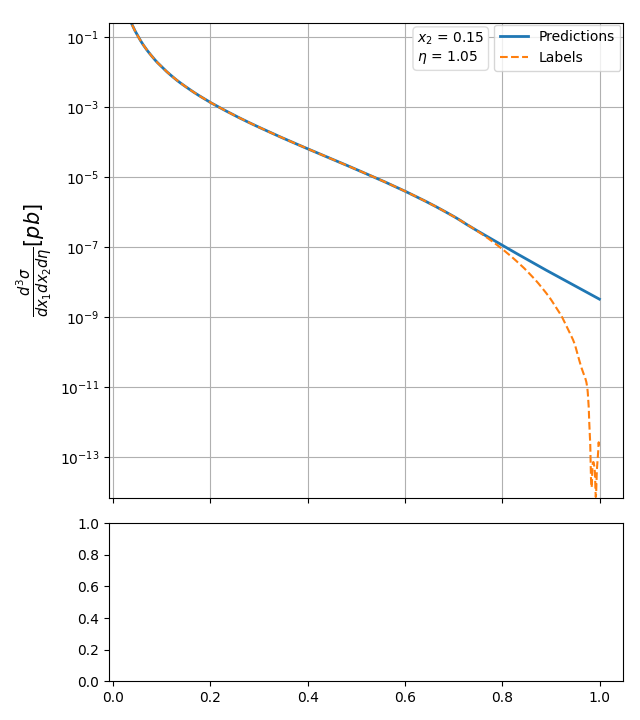 10⁻¹
10⁻³
10⁻⁵
10⁻⁷
10⁻⁹
10⁻¹¹
10⁻¹³
d³σ/dx₁dx₂dη [pb]
x₂ = 0.15
η = 1.05
Predictions
Labels
1.0
0.8
0.6
0.4
0.2
0.0
0.0 0.2 0.4 0.6 0.8 1.0